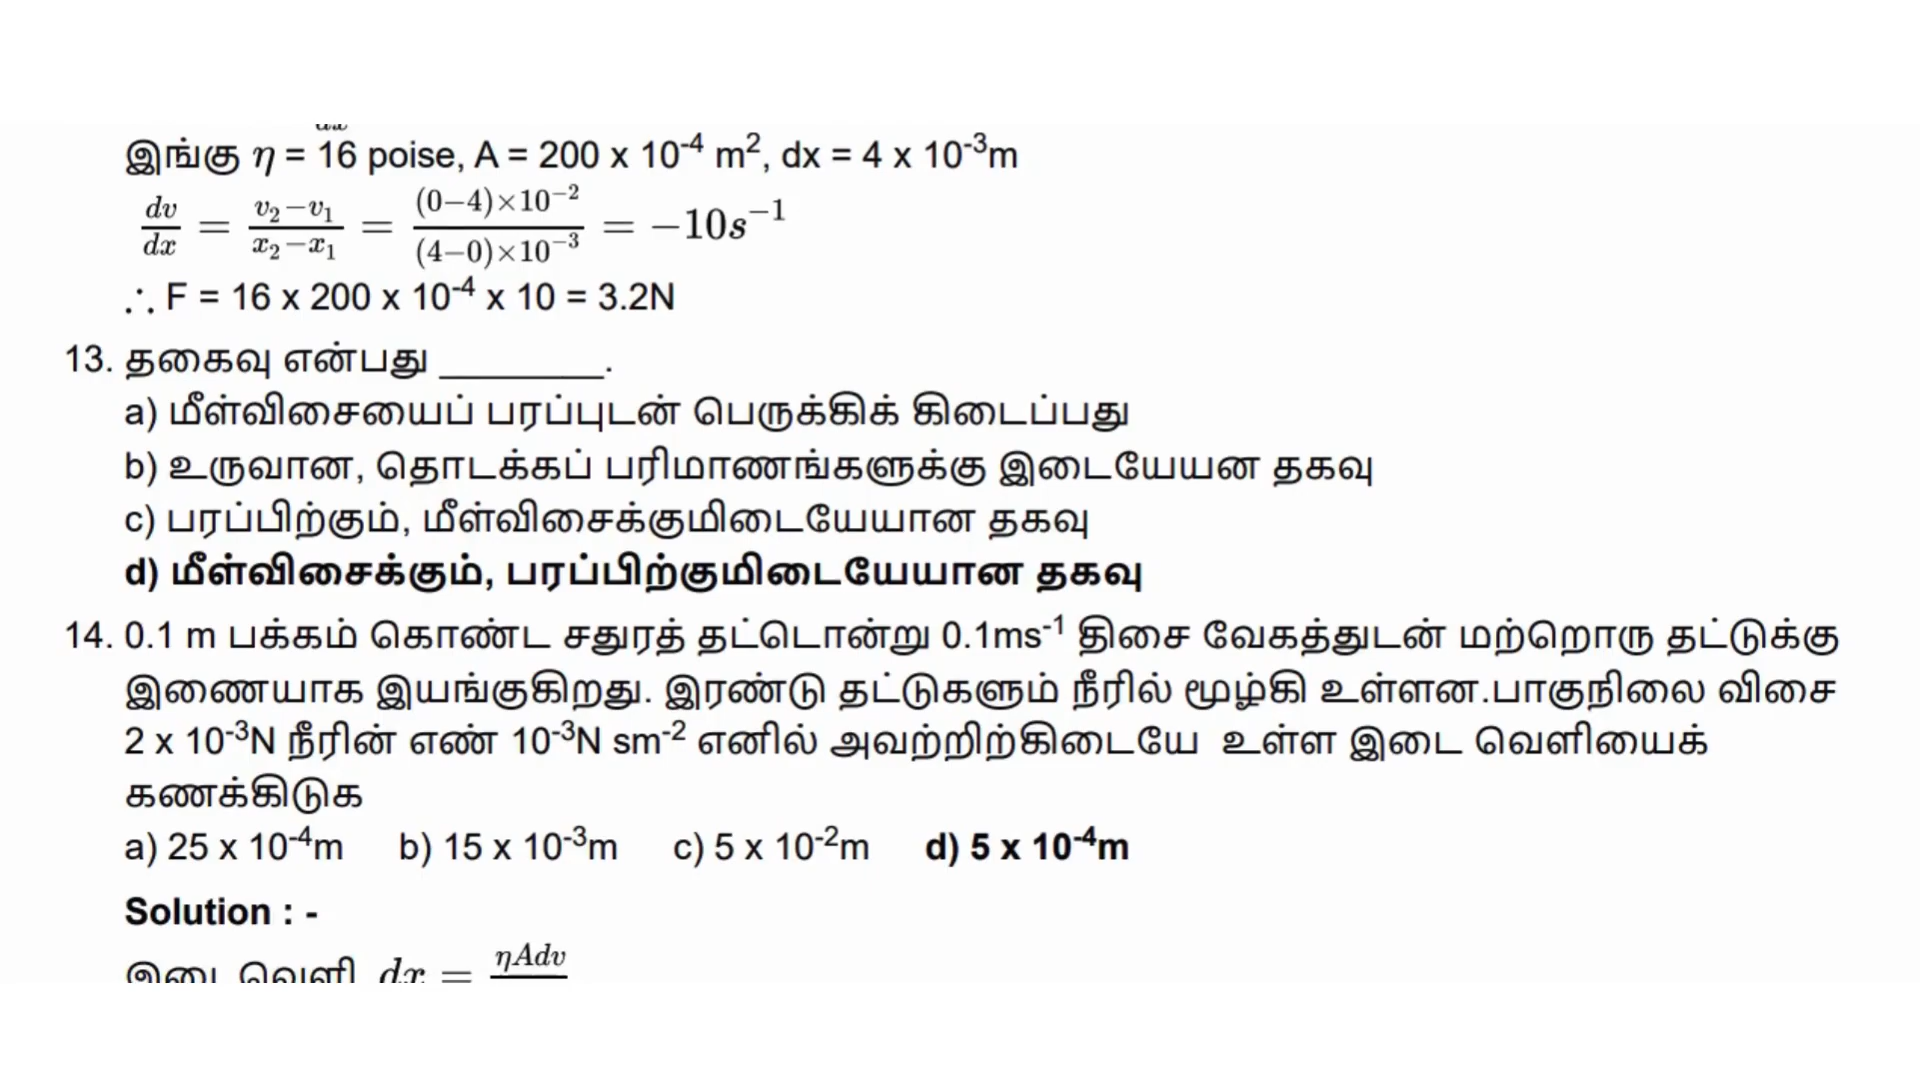 இங்கு η = 16 poise, A = 200 x 10⁻⁴ m², dx = 4 x 10⁻³m
dv/dx = (v₂−v₁)/(x₂−x₁) = ((0−4)×10⁻²)/((4−0)×10⁻³) = −10s⁻¹
∴ F = 16 x 200 x 10⁻⁴ x 10 = 3.2N
13. தகைவு என்பது ________.
a) மீள்விசையைப் பரப்புடன் பெருக்கிக் கிடைப்பது
b) உருவான, தொடக்கப் பரிமாணங்களுக்கு இடையேயன தகவு
c) பரப்பிற்கும், மீள்விசைக்குமிடையேயான தகவு
d) மீள்விசைக்கும், பரப்பிற்குமிடையேயான தகவு
14. 0.1 m பக்கம் கொண்ட சதுரத் தட்டொன்று 0.1ms⁻¹ திசை வேகத்துடன் மற்றொரு தட்டுக்கு
இணையாக இயங்குகிறது. இரண்டு தட்டுகளும் நீரில் மூழ்கி உள்ளன.பாகுநிலை விசை
2 x 10⁻³N நீரின் எண் 10⁻³N sm⁻² எனில் அவற்றிற்கிடையே உள்ள இடை வெளியைக்
கணக்கிடுக
a) 25 x 10⁻⁴m b) 15 x 10⁻³m c) 5 x 10⁻²m d) 5 x 10⁻⁴m
Solution : -
இடை வெளி dx = ηAdv